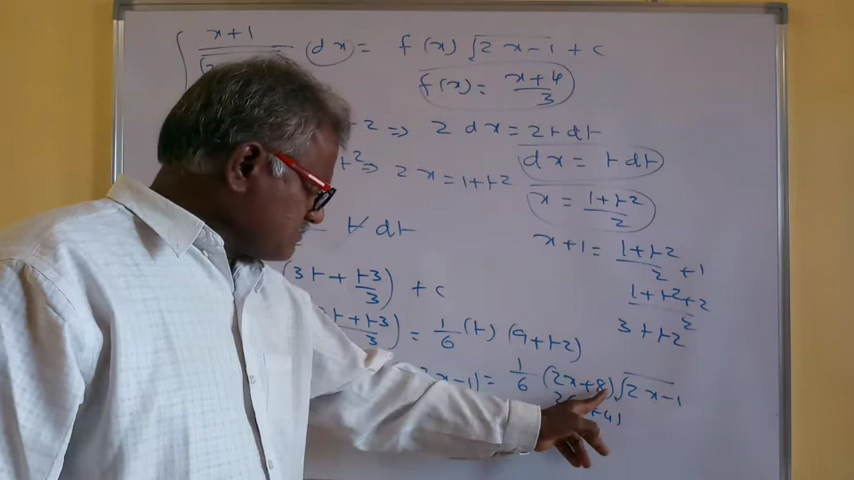 ∫ x+1 / √2 dx = f(x) √2x-1 + c
f(x) = x+4 / 3
-2 => 2 dx = 2t dt
dx = t dt
t2 => 2x = 1+t2
x = 1+t2 / 2
t dt
x+1 = 1+t2 / 2 +1
(3t + t3 / 3) + c
1+t2+2 / 2
3+t2
t + t3 / 3) = 1/6 (t) (9+t2)
2x-1) = 1/6 (2x+8) √2x-1
+4)